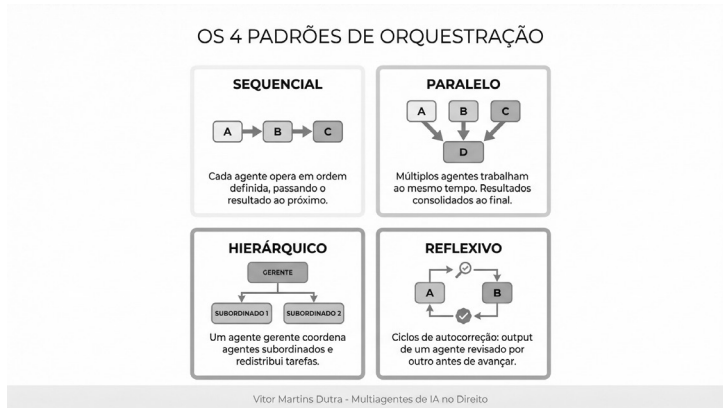 OS 4 PADRÕES DE ORQUESTRAÇÃO
SEQUENCIAL
A
B
C
Cada agente opera em ordem
definida, passando o
resultado ao próximo.
PARALELO
A
B
C
D
Múltiplos agentes trabalham
ao mesmo tempo. Resultados
consolidados ao final.
HIERÁRQUICO
GERENTE
SUBORDINADO 1
SUBORDINADO 2
Um agente gerente coordena
agentes subordinados e
redistribui tarefas.
REFLEXIVO
A
B
Ciclos de autocorreção: output
de um agente revisado por
outro antes de avançar.
Vitor Martins Dutra - Multiagentes de IA no Direito